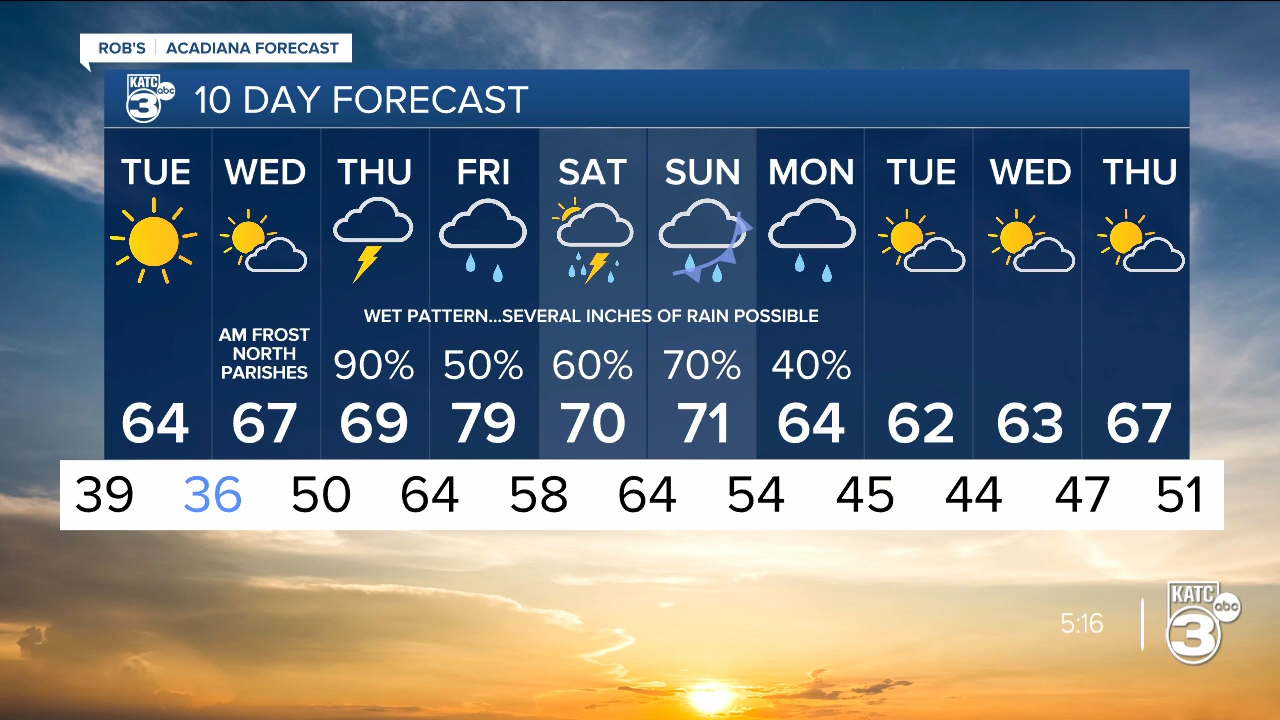 ROB'S | ACADIANA FORECAST
KATC 3 abc 10 DAY FORECAST
TUE WED THU FRI SAT SUN MON TUE WED THU
WET PATTERN...SEVERAL INCHES OF RAIN POSSIBLE
AM FROST
NORTH
PARISHES
90% 50% 60% 70% 40%
64 67 69 79 70 71 64 62 63 67
39 36 50 64 58 64 54 45 44 47 51
5:16
KATC
3 abc